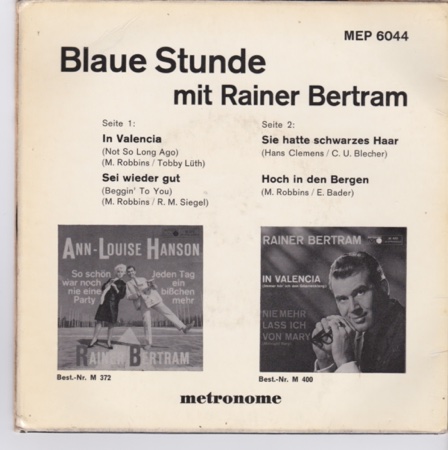 MEP 6044
Blaue Stunde
mit Rainer Bertram
Seite 1:
In Valencia
(Not So Long Ago)
(M. Robbins / Tobby Lüth)
Sei wieder gut
(Beggin' To You)
(M. Robbins / R. M. Siegel)
Seite 2:
Sie hatte schwarzes Haar
(Hans Clemens / C. U. Blecher)
Hoch in den Bergen
(M. Robbins / E. Bader)
ANN-LOUISE HANSON
So schön
war noch
nie eine
Party
Jeden Tag
ein
bißchen
mehr
RAINER BERTRAM
Best.-Nr. M 372
RAINER BERTRAM
IN VALENCIA
NIE MEHR
LASS ICH
VON MARY
Best.-Nr. M 400
metronome